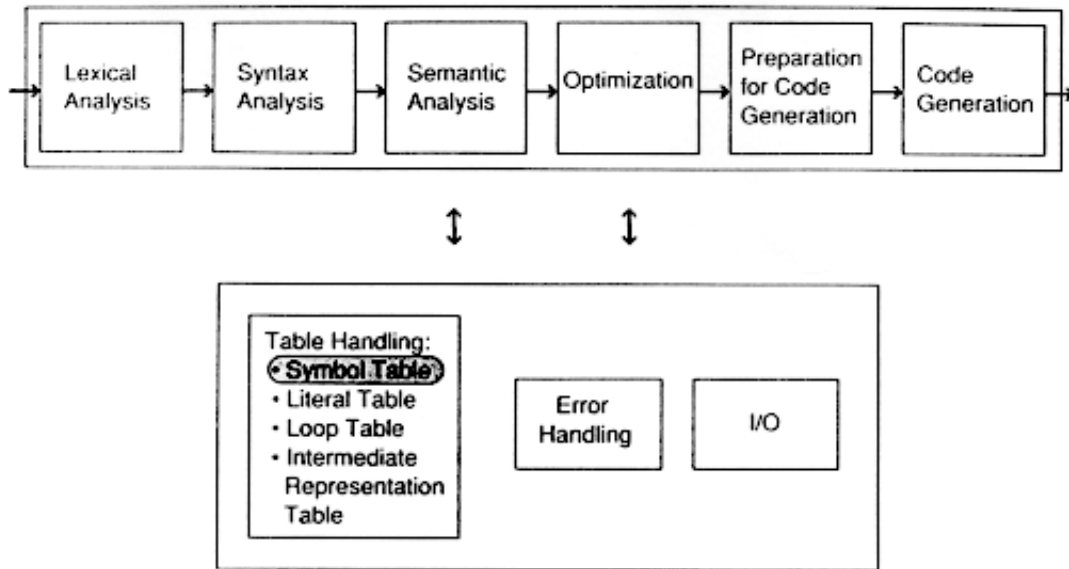 Lexical
Analysis
Syntax
Analysis
Semantic
Analysis
Optimization
Preparation
for Code
Generation
Code
Generation
Table Handling:
• Symbol Table
• Literal Table
• Loop Table
• Intermediate
Representation
Table
Error
Handling
I/O